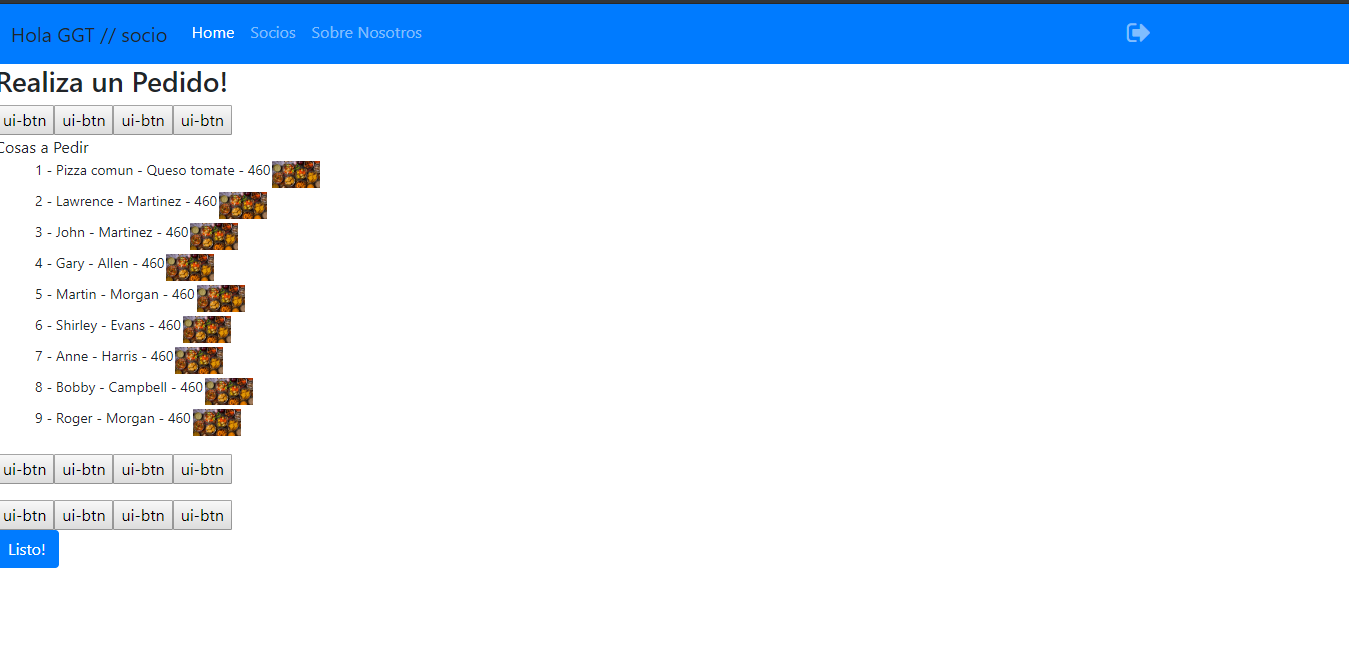 Hola GGT // socio Home Socios Sobre Nosotros
Realiza un Pedido!
ui-btn ui-btn ui-btn ui-btn
Cosas a Pedir
1 - Pizza comun - Queso tomate - 460
2 - Lawrence - Martinez - 460
3 - John - Martinez - 460
4 - Gary - Allen - 460
5 - Martin - Morgan - 460
6 - Shirley - Evans - 460
7 - Anne - Harris - 460
8 - Bobby - Campbell - 460
9 - Roger - Morgan - 460
ui-btn ui-btn ui-btn ui-btn
ui-btn ui-btn ui-btn ui-btn
Listo!